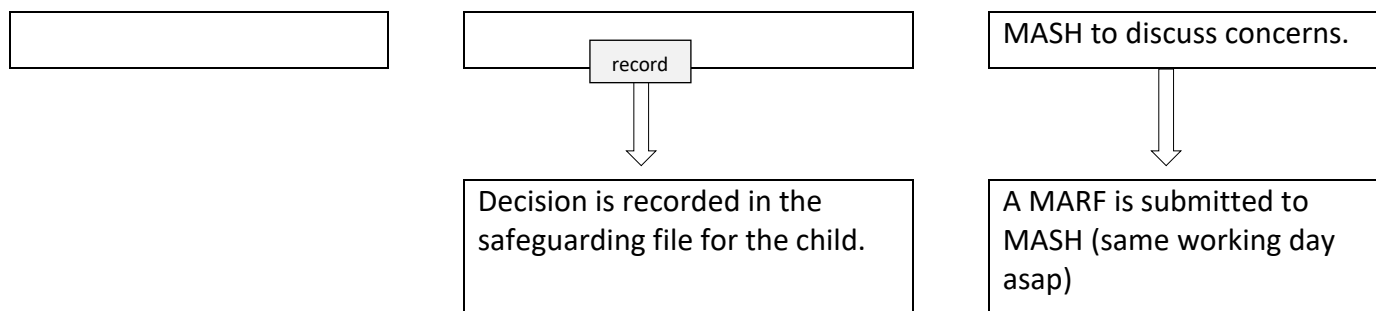 MASH to discuss concerns.
record
Decision is recorded in the
safeguarding file for the child.
A MARF is submitted to
MASH (same working day
asap)